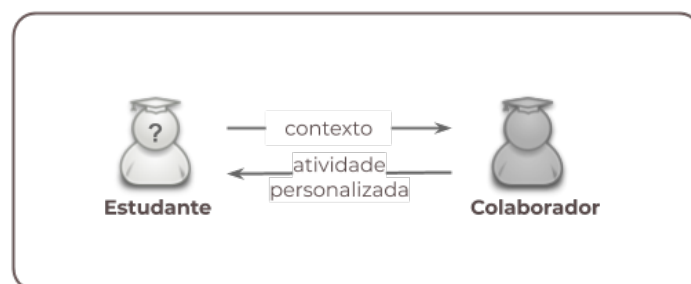 ?
contexto
atividade
personalizada
Estudante
Colaborador